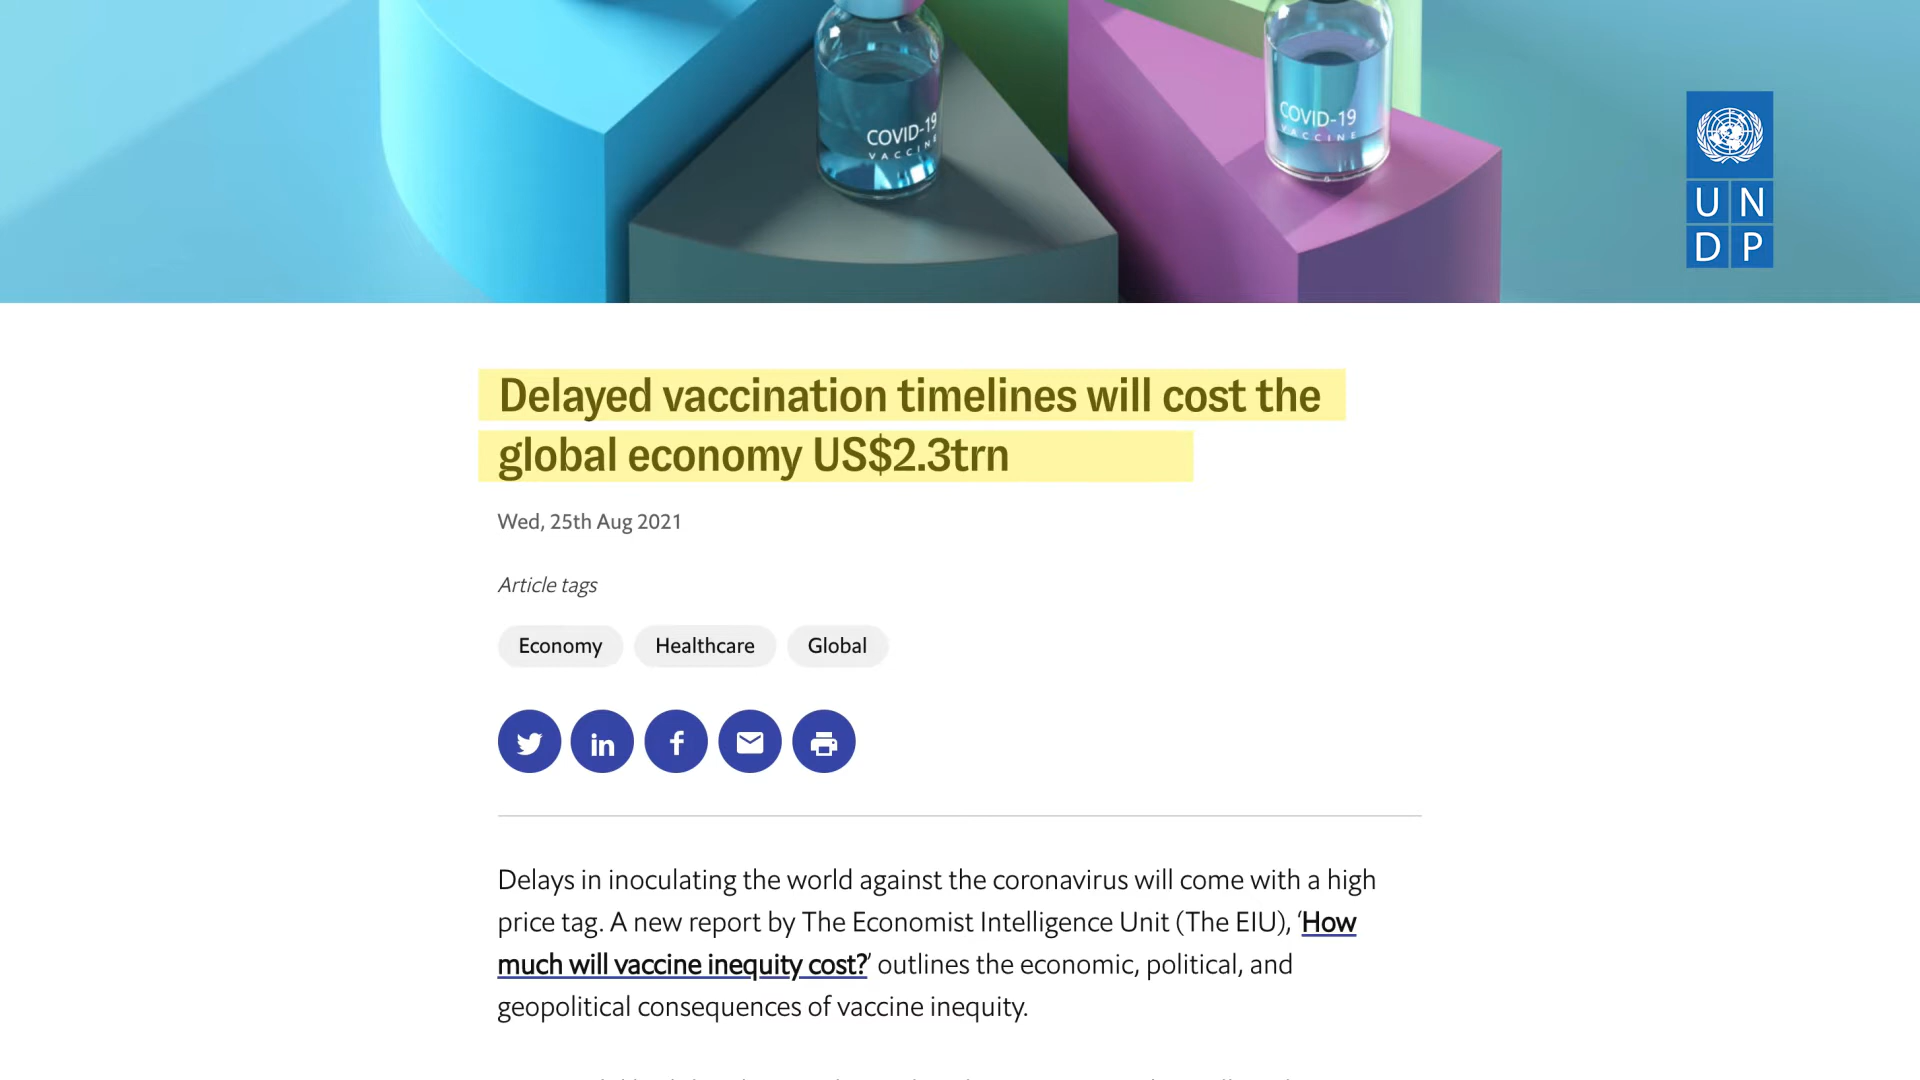 COVID-19
VACCINE
COVID-19
VACCINE
U N
D P
Delayed vaccination timelines will cost the
global economy US$2.3trn
Wed, 25th Aug 2021
Article tags
Economy Healthcare Global
Delays in inoculating the world against the coronavirus will come with a high
price tag. A new report by The Economist Intelligence Unit (The EIU), ‘How
much will vaccine inequity cost?’ outlines the economic, political, and
geopolitical consequences of vaccine inequity.